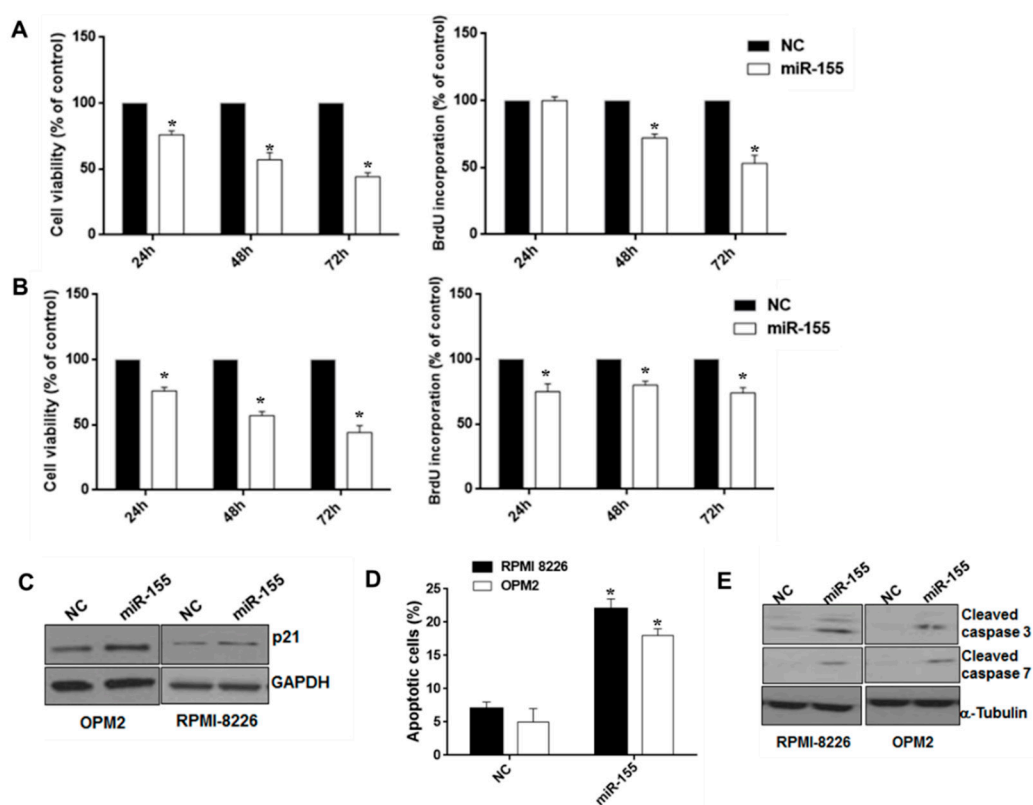 A
Cell viability (% of control)
150
100
50
0
24h
48h
72h
BrdU incorporation (% of control)
150
100
50
0
24h
48h
72h
NC
miR-155
*
*
*
*
*
B
Cell viability (% of control)
150
100
50
0
24h
48h
72h
BrdU incorporation (% of control)
150
100
50
0
24h
48h
72h
NC
miR-155
*
*
*
*
*
*
C
NC
miR-155
NC
miR-155
p21
GAPDH
OPM2
RPMI-8226
D
RPMI 8226
OPM2
Apoptotic cells (%)
25
20
15
10
5
0
*
*
NC
miR-155
E
NC
miR-155
NC
miR-155
Cleaved
caspase 3
Cleaved
caspase 7
α-Tubulin
RPMI-8226
OPM2